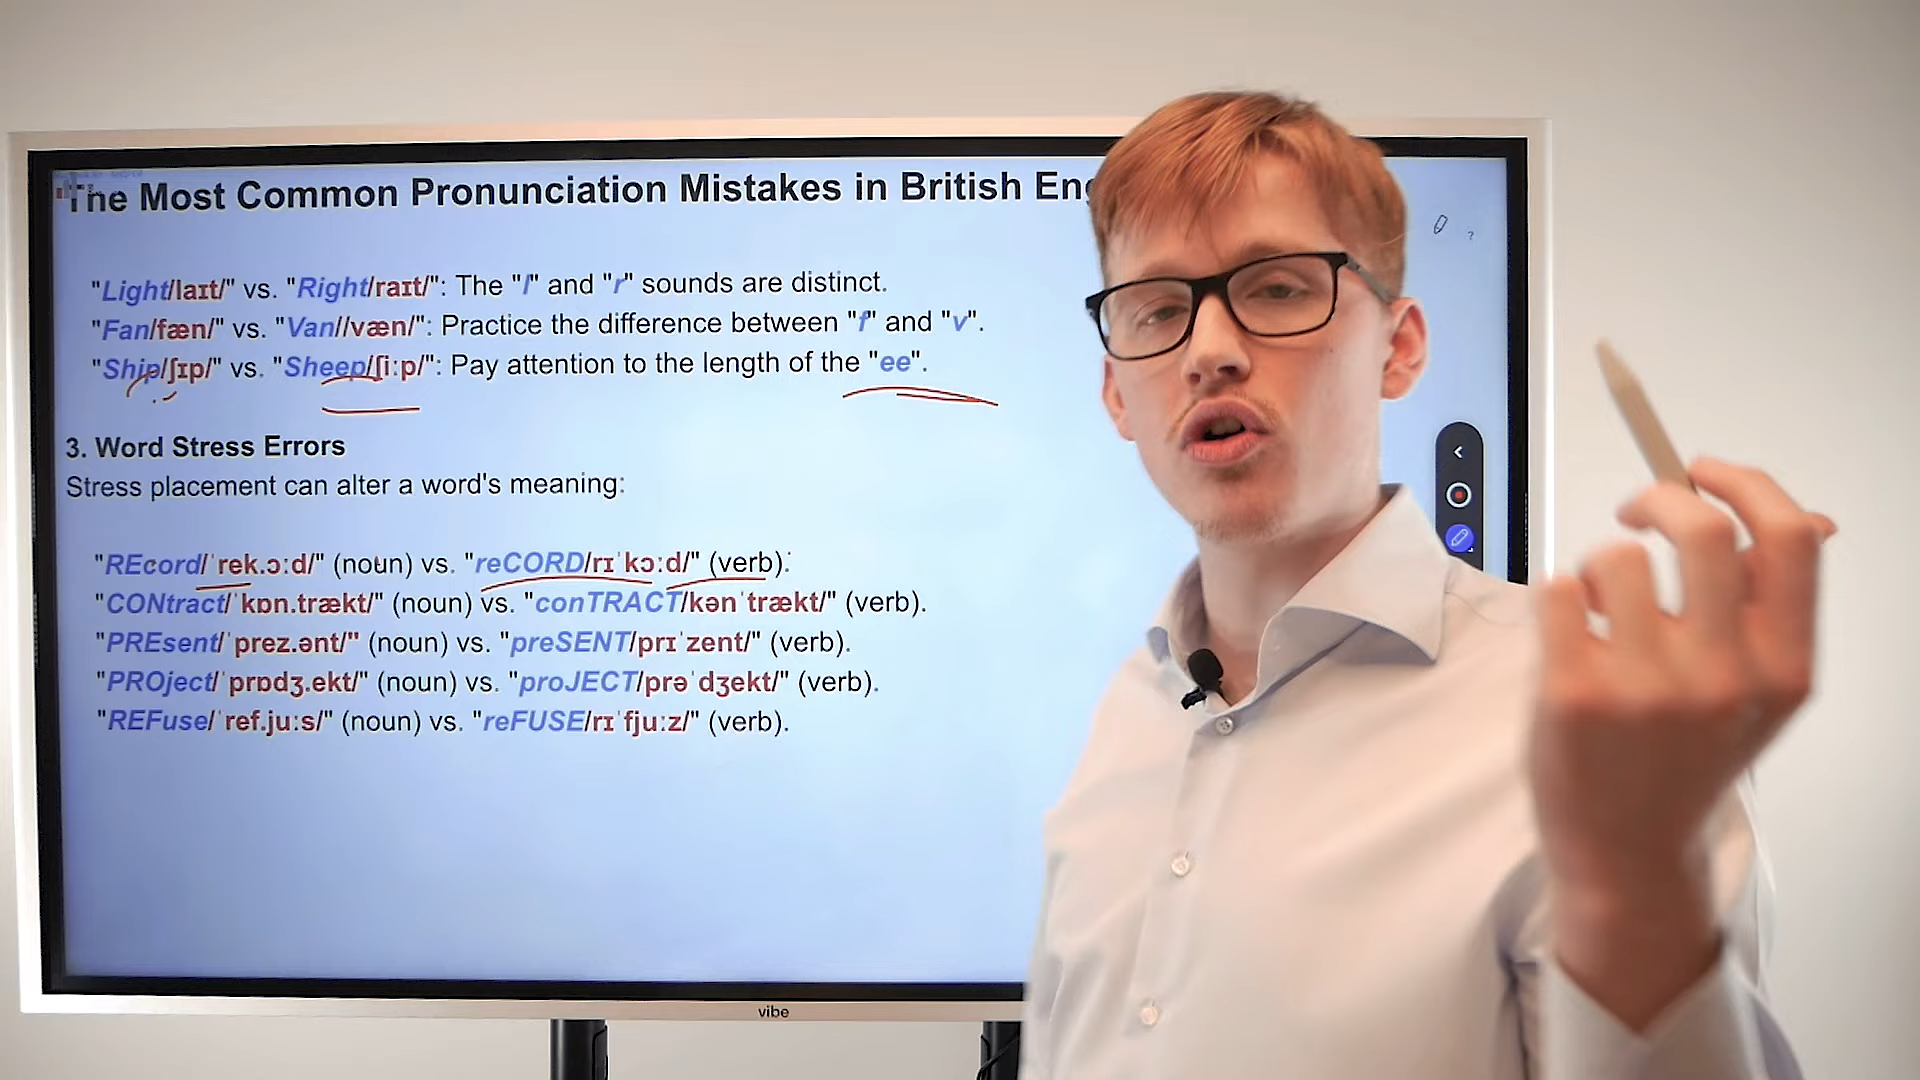 The Most Common Pronunciation Mistakes in British
"Light/laɪt/" vs. "Right/raɪt/": The "l" and "r" sounds are distinct.
"Fan/fæn/" vs. "Van//væn/": Practice the difference between "f" and "v".
"Ship/ʃɪp/" vs. "Sheep/ʃiːp/": Pay attention to the length of the "ee".
3. Word Stress Errors
Stress placement can alter a word's meaning:
"REcord/ˈrek.ɔːd/" (noun) vs. "reCORD/rɪˈkɔːd/" (verb).
"CONtract/ˈkɒn.trækt/" (noun) vs. "conTRACT/kənˈtrækt/" (verb).
"PREsent/ˈprez.ənt/" (noun) vs. "preSENT/prɪˈzent/" (verb).
"PROject/ˈprɒdʒ.ekt/" (noun) vs. "proJECT/prəˈdʒekt/" (verb).
"REFuse/ˈref.juːs/" (noun) vs. "reFUSE/rɪˈfjuːz/" (verb).
vibe